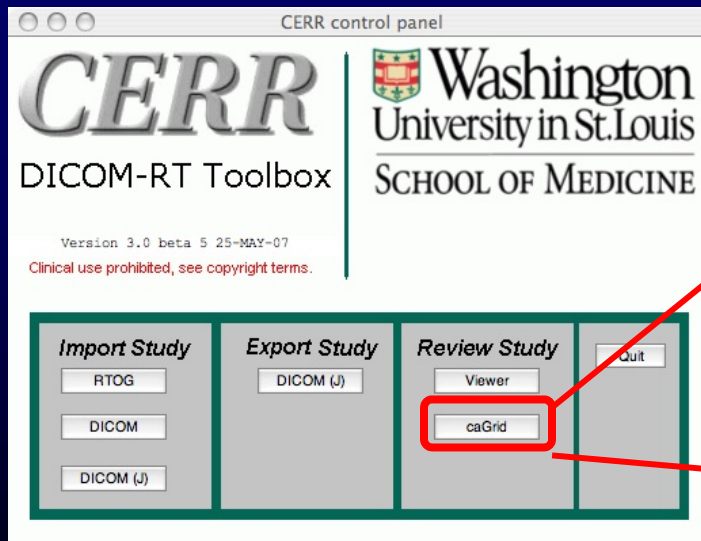 CERR control panel
CERR
DICOM-RT Toolbox
Version 3.0 beta 5 25-MAY-07
Clinical use prohibited, see copyright terms.
Washington
University in St. Louis
SCHOOL OF MEDICINE
Import Study
RTOG
DICOM
DICOM (J)
Export Study
DICOM (J)
Review Study
Viewer
caGrid
Quit